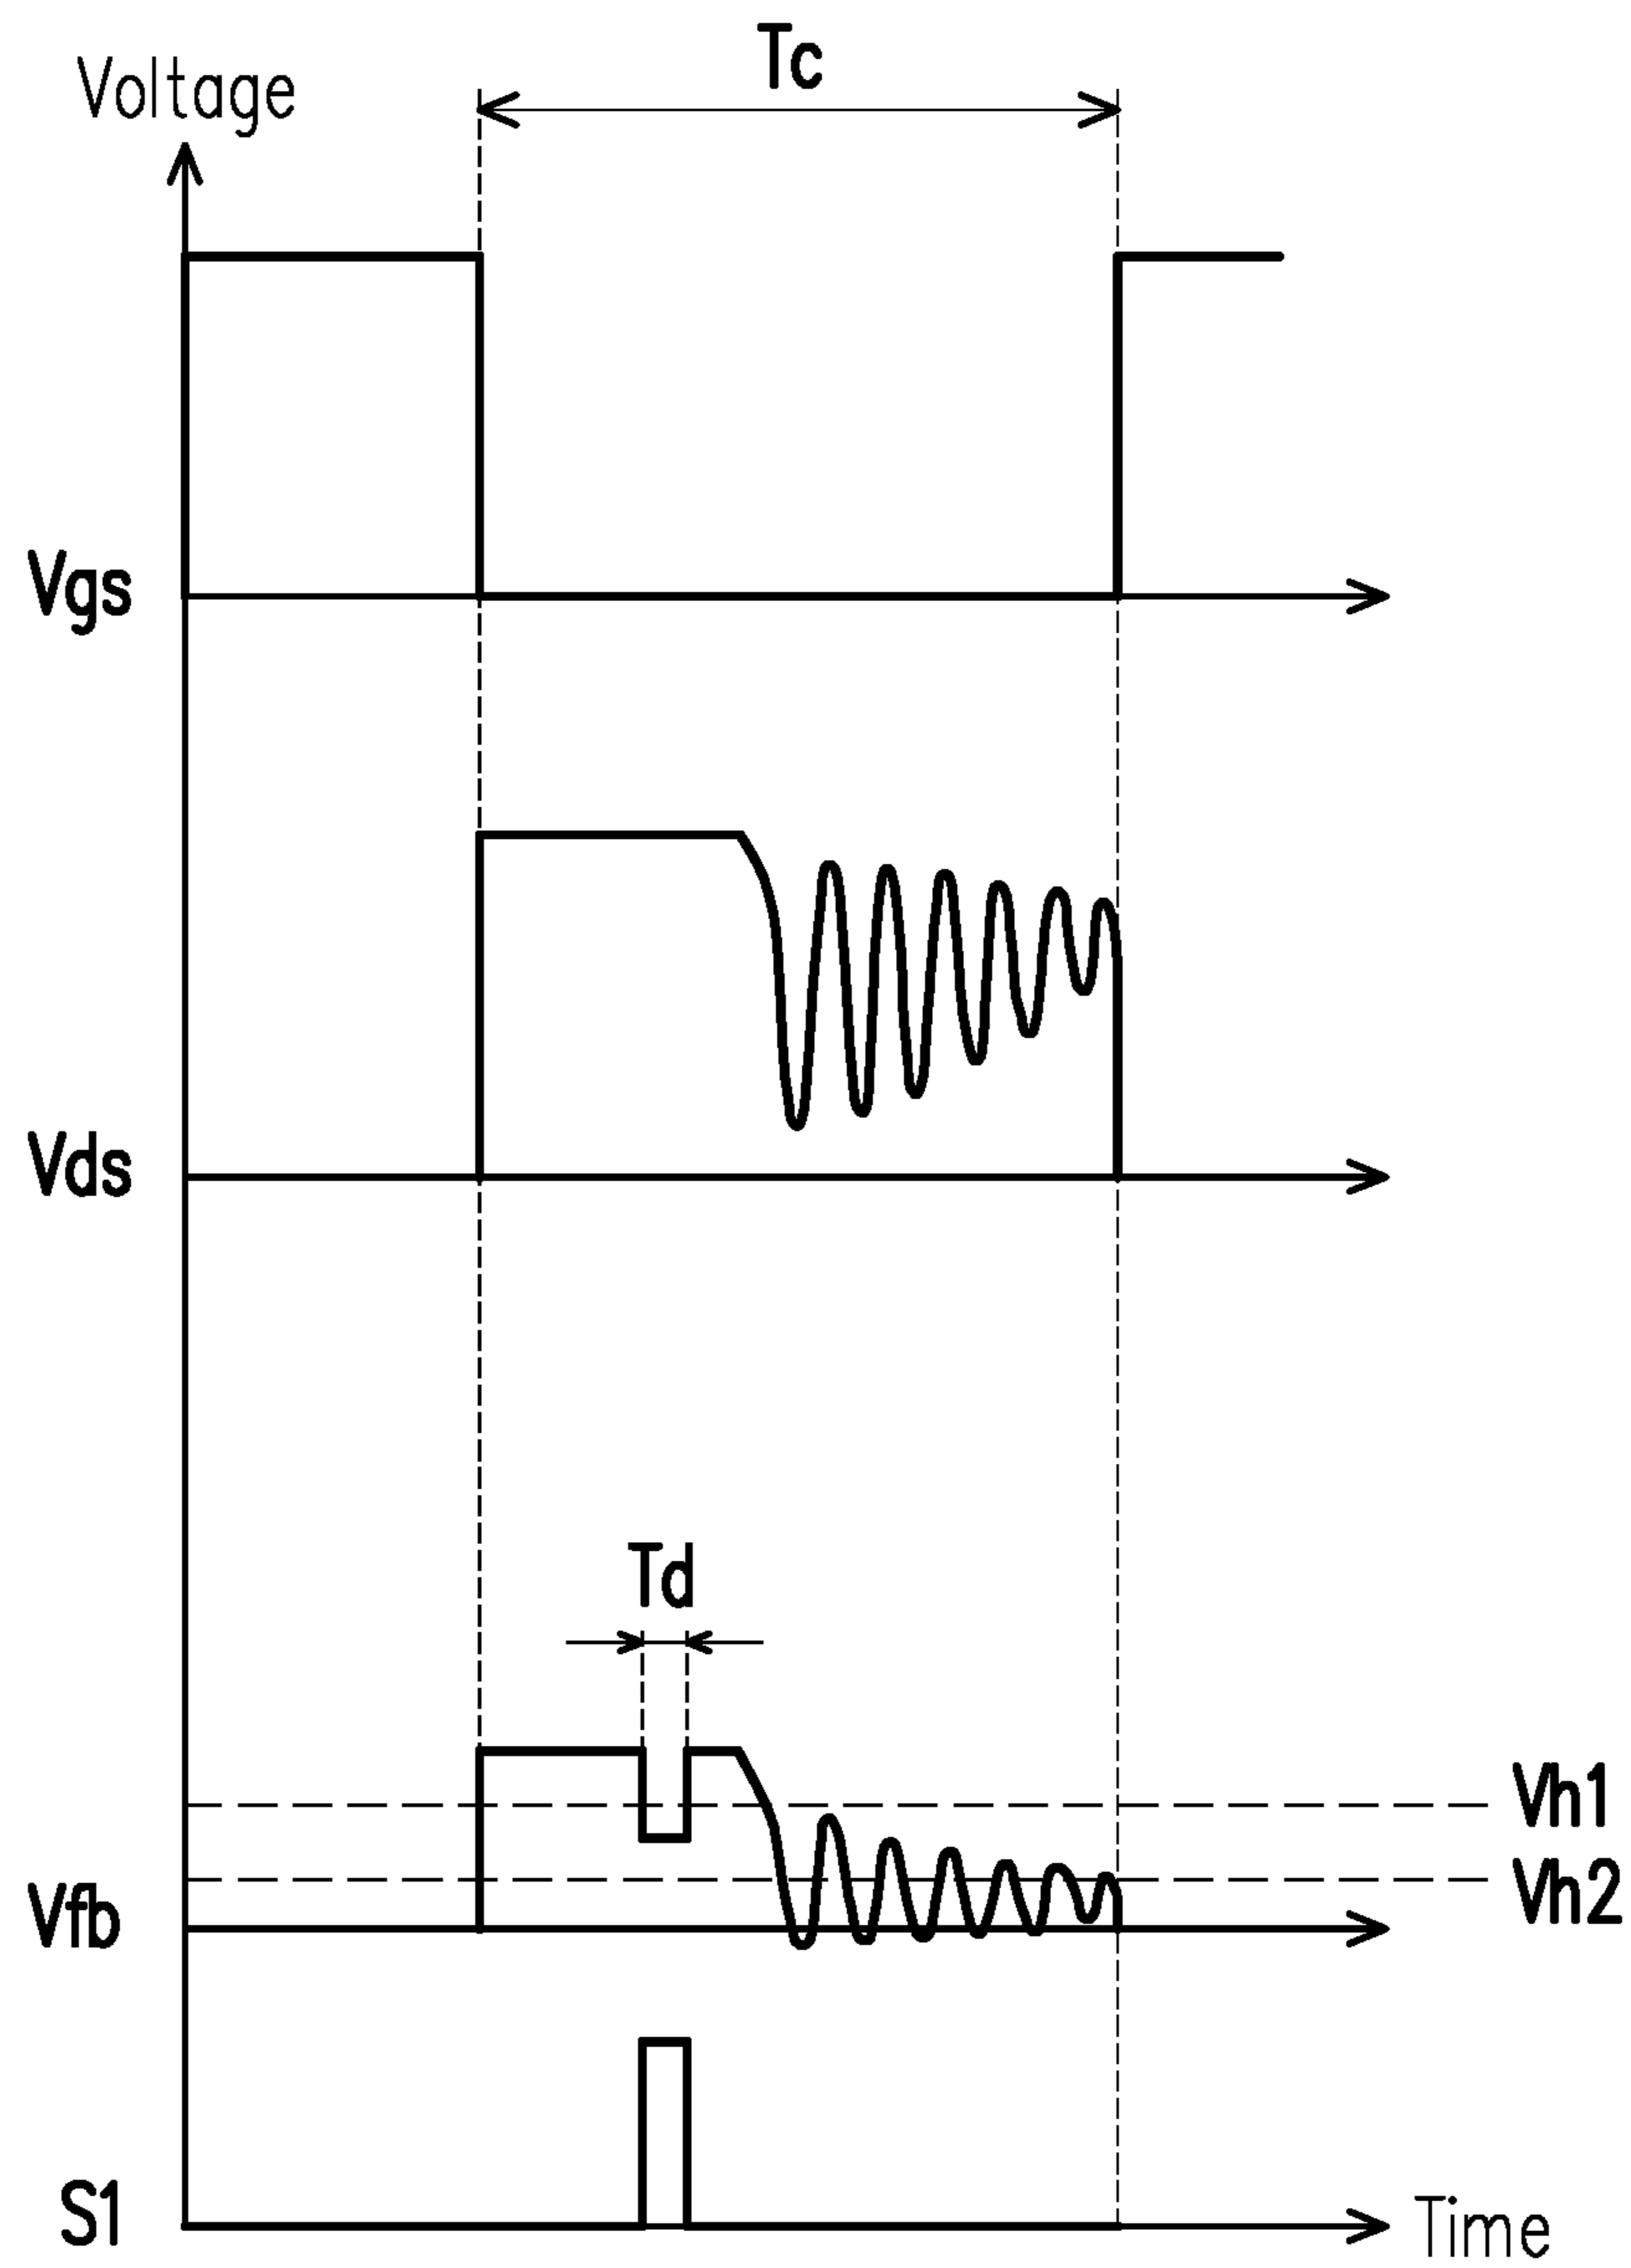 Tc
Voltage
Vgs
Vds
Td
Vh1
Vh2
Vfb
S1
Time